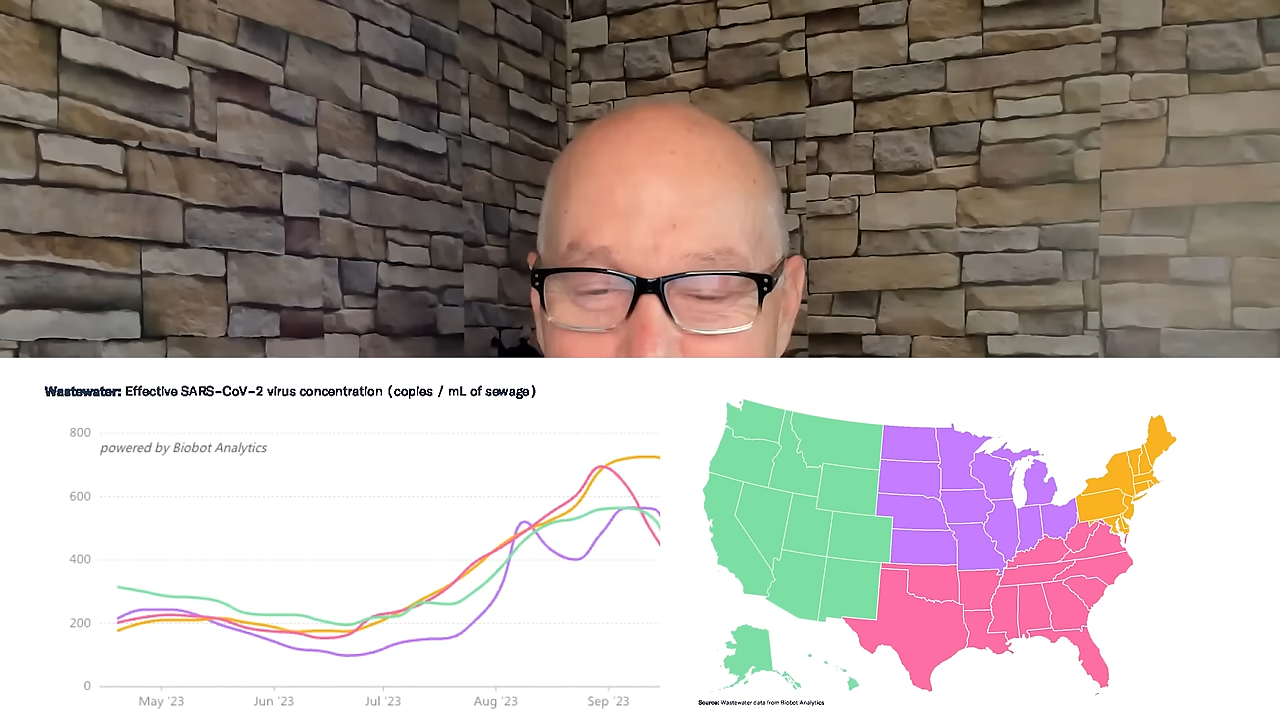 Wastewater: Effective SARS-CoV-2 virus concentration (copies / mL of sewage)
800
powered by Biobot Analytics
600
400
200
0
May '23
Jun '23
Jul '23
Aug '23
Sep '23
Source: Wastewater data from Biobot Analytics